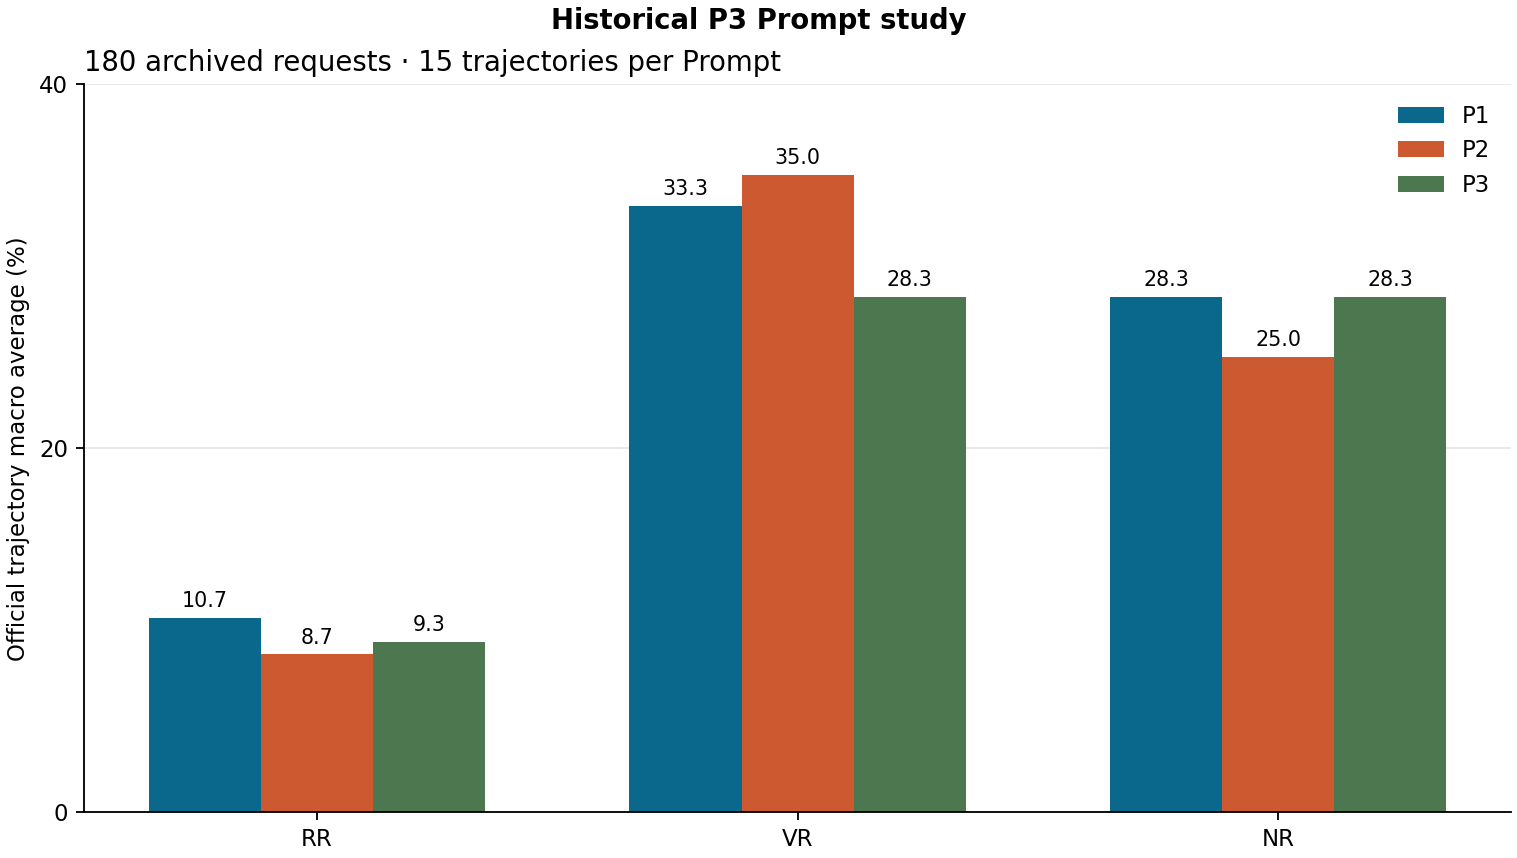 Historical P3 Prompt study
180 archived requests · 15 trajectories per Prompt
Official trajectory macro average (%)
40
20
0
P1
P2
P3
10.7
8.7
9.3
33.3
35.0
28.3
28.3
25.0
28.3
RR
VR
NR